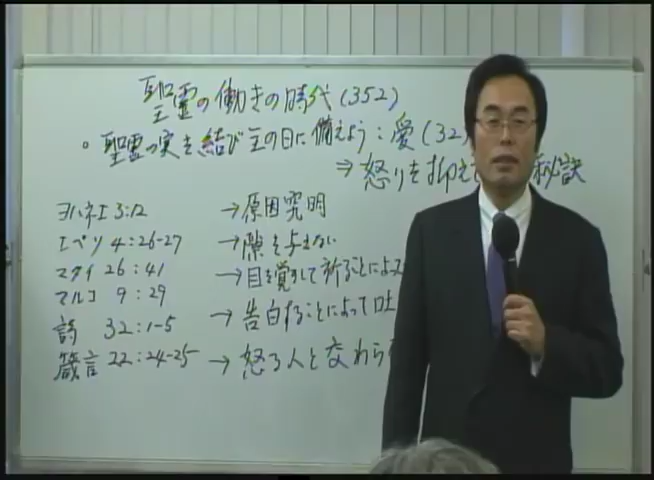 聖霊の働きの時代(352)
◦ 聖霊の実を結び主の日に備えよう:愛(32
⇒ 怒りを抑え 秘訣
ヨハネI 3:12 →原因究明
エペソ 4:26-27 →隙を与えない
マタイ 26:41 →目を覚まして祈ることによって
マルコ 9:29
詩 32:1-5 →告白することによって吐
箴言 22:24-25 →怒る人と交わら